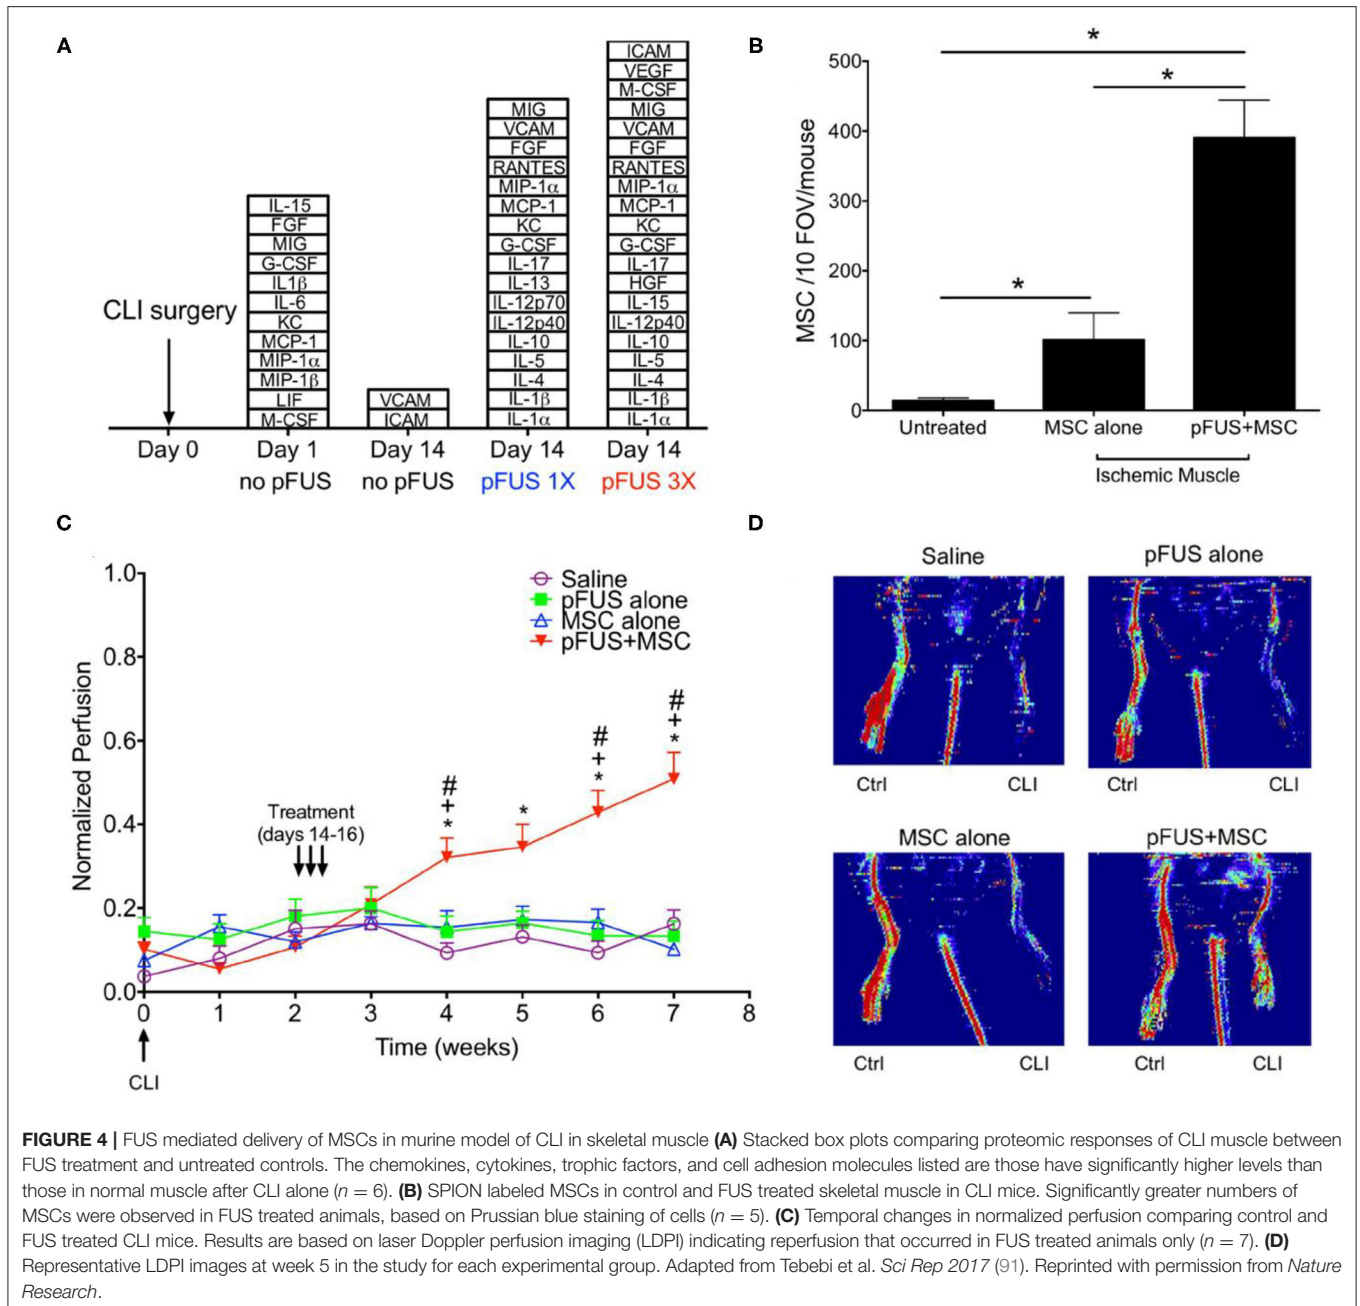 A
CLI surgery
IL-15
FGF
MIG
G-CSF
IL1β
IL-6
KC
MCP-1
MIP-1α
MIP-1β
LIF
M-CSF
VCAM
ICAM
MIG
VCAM
FGF
RANTES
MIP-1α
MCP-1
KC
G-CSF
IL-17
IL-13
IL-12p70
IL-12p40
IL-10
IL-5
IL-4
IL-1β
IL-1α
ICAM
VEGF
M-CSF
MIG
VCAM
FGF
RANTES
MIP-1α
MCP-1
KC
G-CSF
IL-17
HGF
IL-15
IL-12p40
IL-10
IL-5
IL-4
IL-1β
IL-1α
Day 0 Day 1 Day 14 Day 14 Day 14
no pFUS no pFUS pFUS 1X pFUS 3X
B
MSC /10 FOV/mouse
500
400
300
200
100
0
*
*
*
Untreated MSC alone pFUS+MSC
Ischemic Muscle
C
Normalized Perfusion
1.0
0.8
0.6
0.4
0.2
0.0
Saline
pFUS alone
MSC alone
pFUS+MSC
Treatment
(days 14-16)
#
+
*
*
#
+
*
#
+
*
0 1 2 3 4 5 6 7 8
Time (weeks)
CLI
D
Saline pFUS alone
Ctrl CLI Ctrl CLI
MSC alone pFUS+MSC
Ctrl CLI Ctrl CLI
FIGURE 4 | FUS mediated delivery of MSCs in murine model of CLI in skeletal muscle (A) Stacked box plots comparing proteomic responses of CLI muscle between
FUS treatment and untreated controls. The chemokines, cytokines, trophic factors, and cell adhesion molecules listed are those have significantly higher levels than
those in normal muscle after CLI alone (n = 6). (B) SPION labeled MSCs in control and FUS treated skeletal muscle in CLI mice. Significantly greater numbers of
MSCs were observed in FUS treated animals, based on Prussian blue staining of cells (n = 5). (C) Temporal changes in normalized perfusion comparing control and
FUS treated CLI mice. Results are based on laser Doppler perfusion imaging (LDPI) indicating reperfusion that occurred in FUS treated animals only (n = 7). (D)
Representative LDPI images at week 5 in the study for each experimental group. Adapted from Tebebi et al. Sci Rep 2017 (91). Reprinted with permission from Nature
Research.